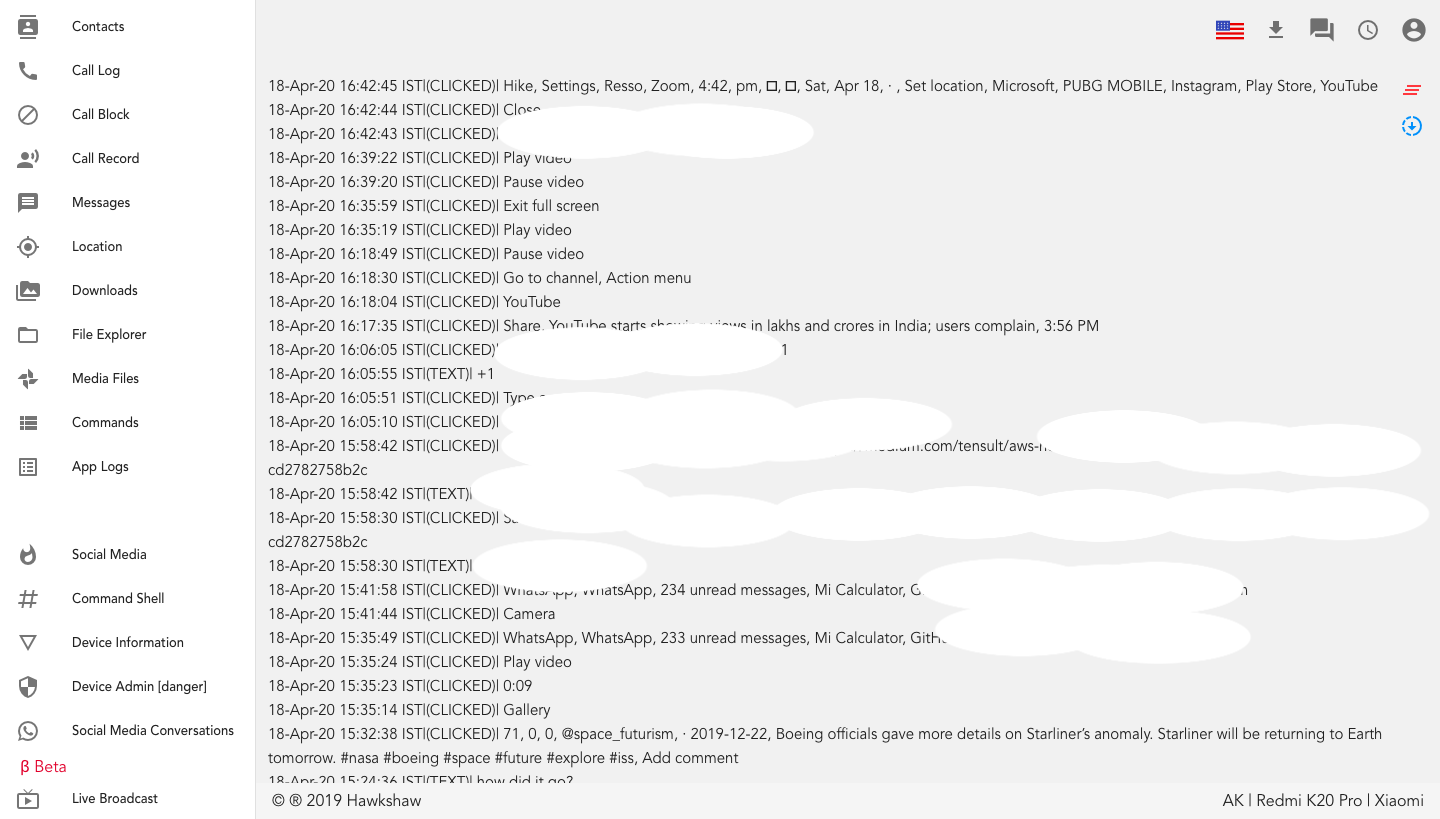 Contacts
Call Log
Call Block
Call Record
Messages
Location
Downloads
File Explorer
Media Files
Commands
App Logs
Social Media
Command Shell
Device Information
Device Admin [danger]
Social Media Conversations
β Beta
Live Broadcast
18-Apr-20 16:42:45 IST|(CLICKED)| Hike, Settings, Resso, Zoom, 4:42, pm, □, □, Sat, Apr 18, · , Set location, Microsoft, PUBG MOBILE, Instagram, Play Store, YouTube
18-Apr-20 16:42:44 IST|(CLICKED)| Close
18-Apr-20 16:42:43 IST|(CLICKED)|
18-Apr-20 16:39:22 IST|(CLICKED)| Play video
18-Apr-20 16:39:20 IST|(CLICKED)| Pause video
18-Apr-20 16:35:59 IST|(CLICKED)| Exit full screen
18-Apr-20 16:35:19 IST|(CLICKED)| Play video
18-Apr-20 16:18:49 IST|(CLICKED)| Pause video
18-Apr-20 16:18:30 IST|(CLICKED)| Go to channel, Action menu
18-Apr-20 16:18:04 IST|(CLICKED)| YouTube
18-Apr-20 16:17:35 IST|(CLICKED)| Share, YouTube starts showing views in lakhs and crores in India; users complain, 3:56 PM
18-Apr-20 16:06:05 IST|(CLICKED)| 1
18-Apr-20 16:05:55 IST|(TEXT)| +1
18-Apr-20 16:05:51 IST|(CLICKED)| Type
18-Apr-20 16:05:10 IST|(CLICKED)|
18-Apr-20 15:58:42 IST|(CLICKED)| medium.com/tensult/aws-
cd2782758b2c
18-Apr-20 15:58:42 IST|(TEXT)|
18-Apr-20 15:58:30 IST|(CLICKED)|
cd2782758b2c
18-Apr-20 15:58:30 IST|(TEXT)|
18-Apr-20 15:41:58 IST|(CLICKED)| WhatsApp, WhatsApp, 234 unread messages, Mi Calculator,
18-Apr-20 15:41:44 IST|(CLICKED)| Camera
18-Apr-20 15:35:49 IST|(CLICKED)| WhatsApp, WhatsApp, 233 unread messages, Mi Calculator,
18-Apr-20 15:35:24 IST|(CLICKED)| Play video
18-Apr-20 15:35:23 IST|(CLICKED)| 0:09
18-Apr-20 15:35:14 IST|(CLICKED)| Gallery
18-Apr-20 15:32:38 IST|(CLICKED)| 71, 0, 0, @space_futurism, · 2019-12-22, Boeing officials gave more details on Starliner’s anomaly. Starliner will be returning to Earth
tomorrow. #nasa #boeing #space #future #explore #iss, Add comment
18-Apr-20 15:24:36 IST|(TEXT)| how did it go?
© ® 2019 Hawkshaw
AK | Redmi K20 Pro | Xiaomi